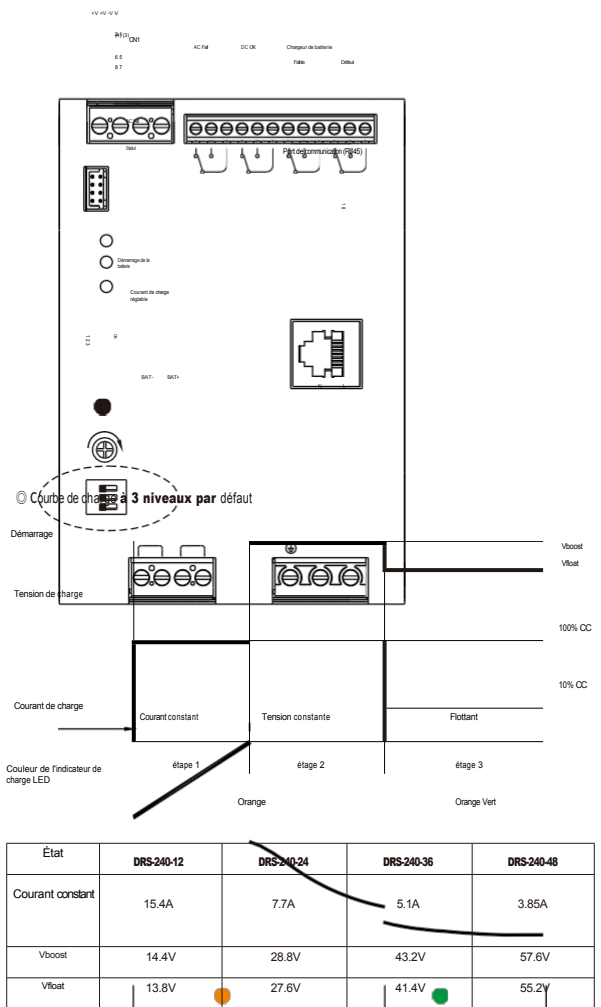 +V +V -V V
CN1
6 5
8 7
AC Fail
DC OK
Chargeur de batterie
Faible
Défaut
Seul
Port de communication (RJ45)
Démarrage de la batterie
Courant de charge
réglable
1 2 3
BAT-
BAT+
◎ Courbe de charge à 3 niveaux par défaut
Démarrage
Vboost
Vfloat
Tension de charge
100% CC
10% CC
Courant de charge
Courant constant
Tension constante
Flottant
étape 1
étage 2
étage 3
Couleur de l'indicateur de
charge LED
Orange
Orange Vert
État
DRS-240-12
DRS-240-24
DRS-240-36
DRS-240-48
Courant constant
15.4A
7.7A
5.1A
3.85A
Vboost
14.4V
28.8V
43.2V
57.6V
Vfloat
13.8V
27.6V
41.4V
55.2V